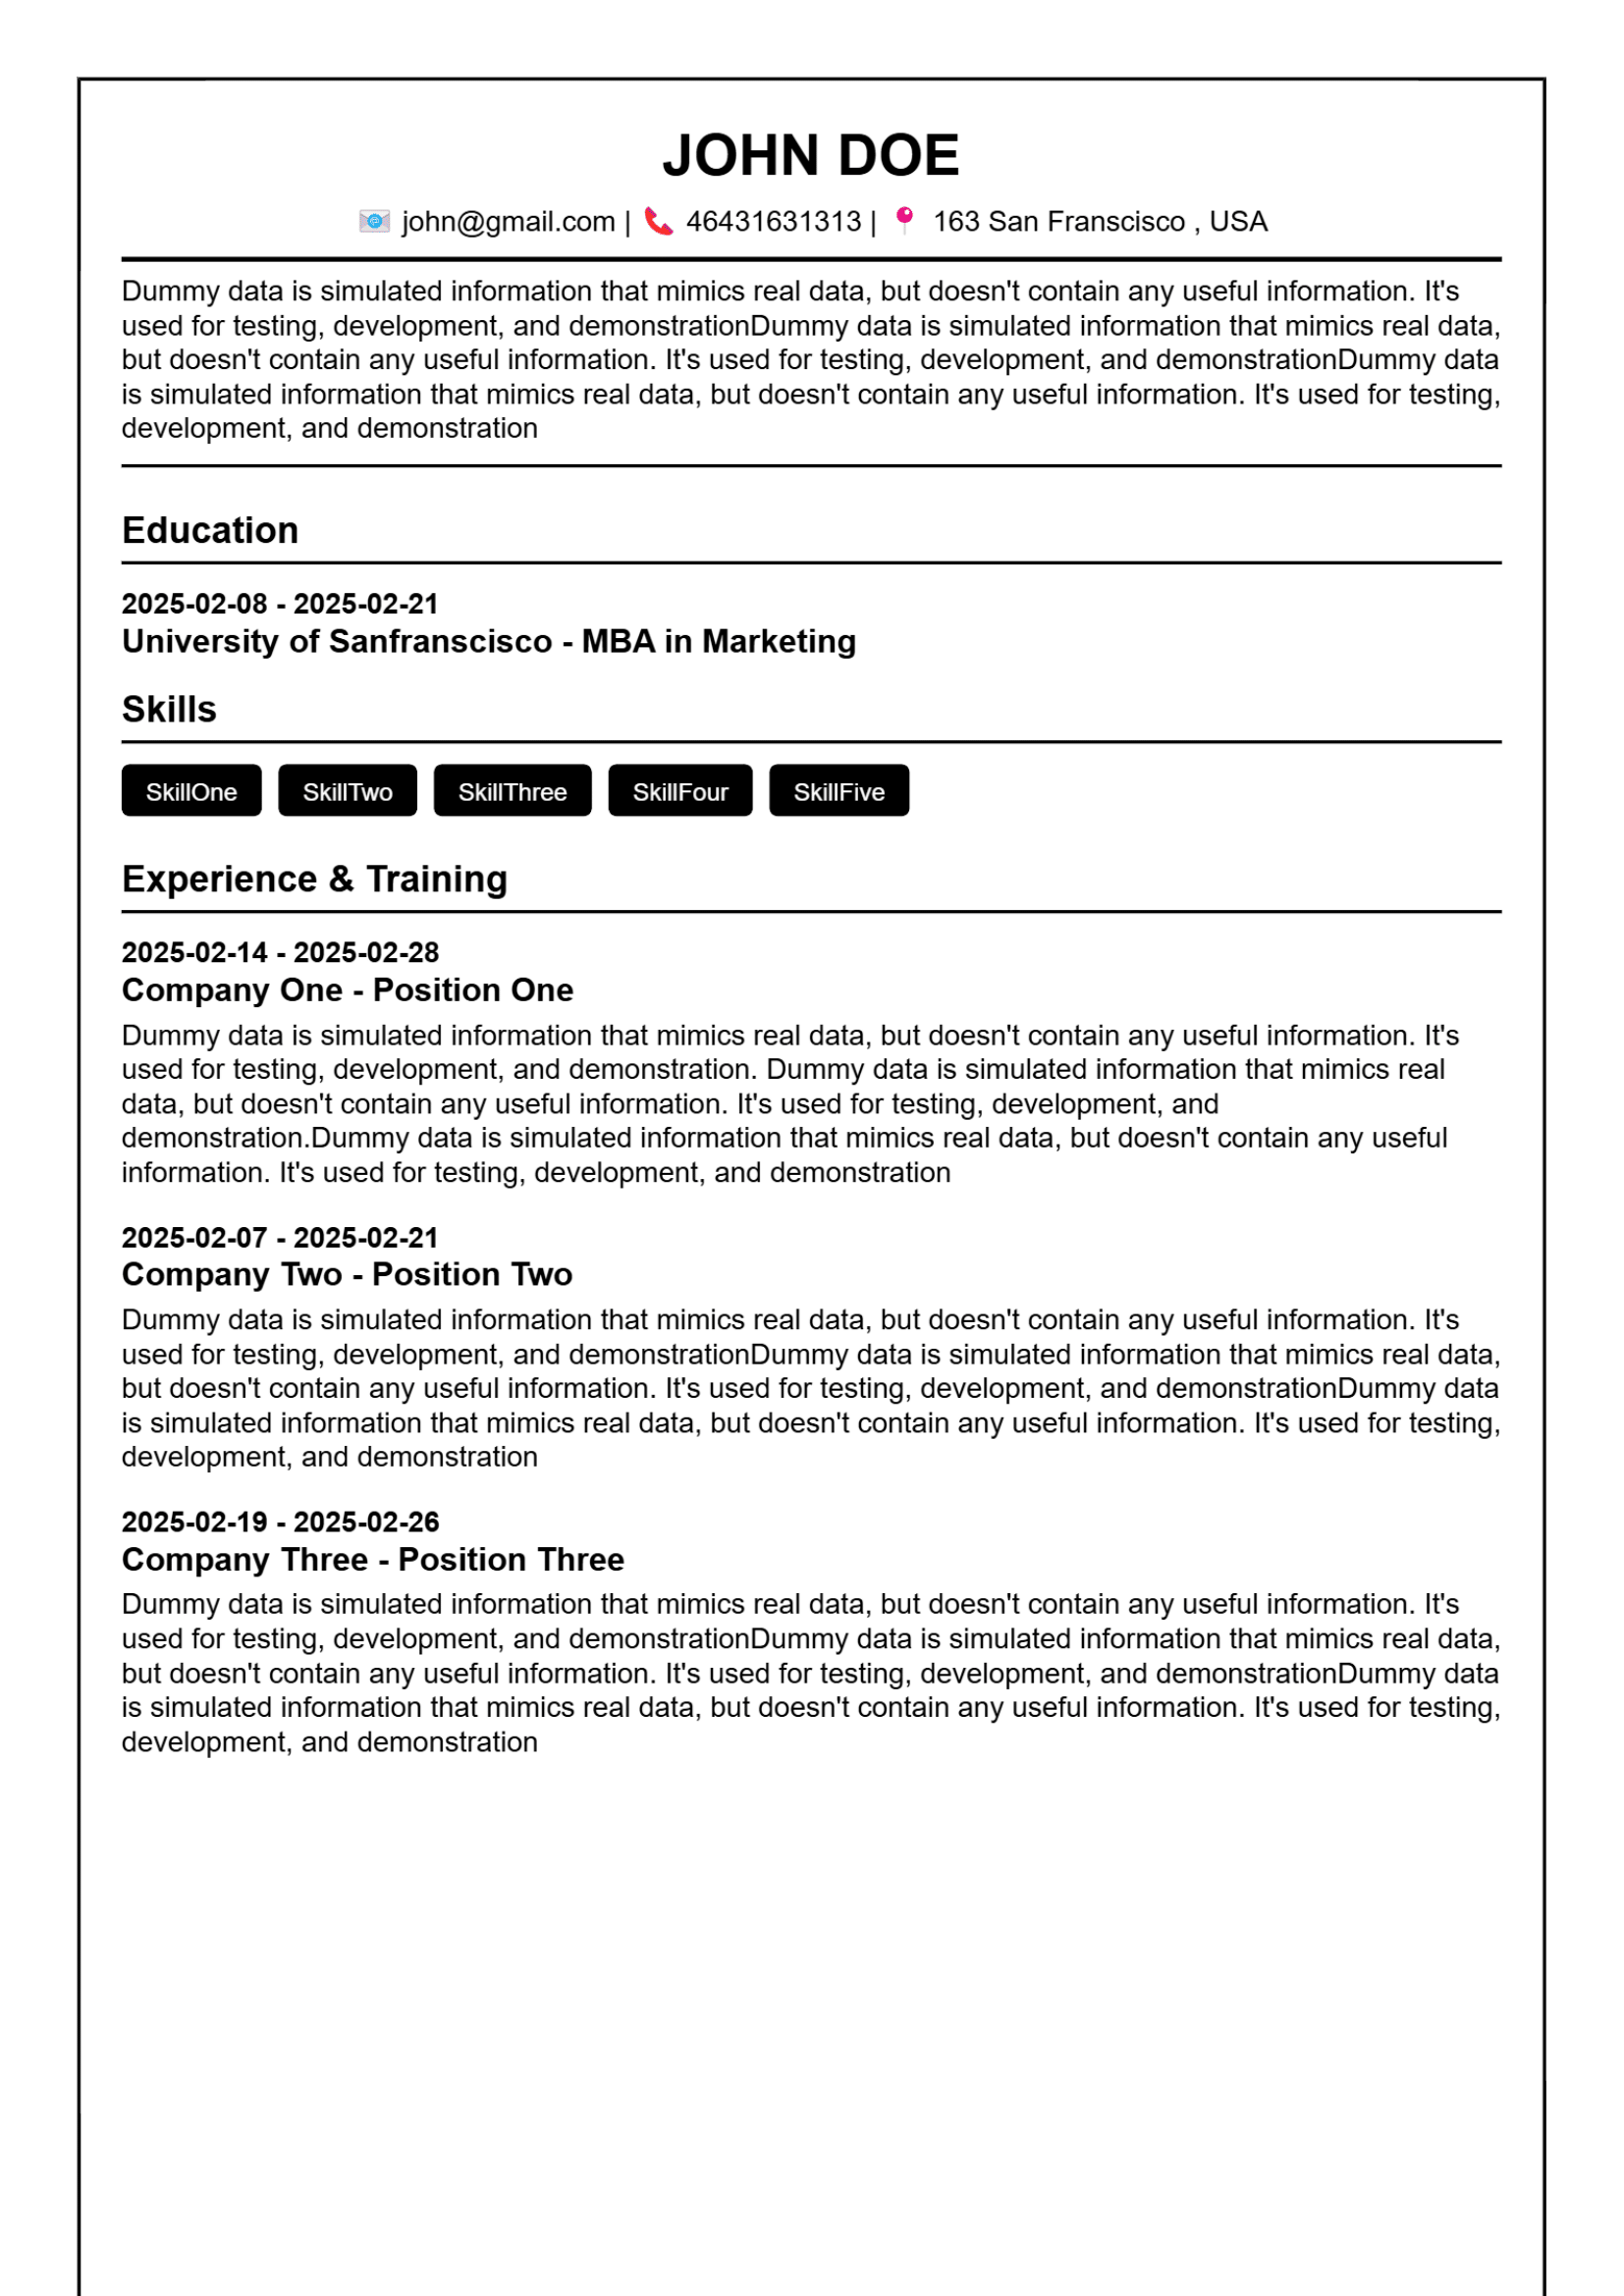 JOHN DOE
john@gmail.com | 46431631313 | 163 San Franscisco , USA
Dummy data is simulated information that mimics real data, but doesn't contain any useful information. It's
used for testing, development, and demonstrationDummy data is simulated information that mimics real data,
but doesn't contain any useful information. It's used for testing, development, and demonstrationDummy data
is simulated information that mimics real data, but doesn't contain any useful information. It's used for testing,
development, and demonstration
Education
2025-02-08 - 2025-02-21
University of Sanfranscisco - MBA in Marketing
Skills
SkillOne SkillTwo SkillThree SkillFour SkillFive
Experience & Training
2025-02-14 - 2025-02-28
Company One - Position One
Dummy data is simulated information that mimics real data, but doesn't contain any useful information. It's
used for testing, development, and demonstration. Dummy data is simulated information that mimics real
data, but doesn't contain any useful information. It's used for testing, development, and
demonstration.Dummy data is simulated information that mimics real data, but doesn't contain any useful
information. It's used for testing, development, and demonstration
2025-02-07 - 2025-02-21
Company Two - Position Two
Dummy data is simulated information that mimics real data, but doesn't contain any useful information. It's
used for testing, development, and demonstrationDummy data is simulated information that mimics real data,
but doesn't contain any useful information. It's used for testing, development, and demonstrationDummy data
is simulated information that mimics real data, but doesn't contain any useful information. It's used for testing,
development, and demonstration
2025-02-19 - 2025-02-26
Company Three - Position Three
Dummy data is simulated information that mimics real data, but doesn't contain any useful information. It's
used for testing, development, and demonstrationDummy data is simulated information that mimics real data,
but doesn't contain any useful information. It's used for testing, development, and demonstrationDummy data
is simulated information that mimics real data, but doesn't contain any useful information. It's used for testing,
development, and demonstration